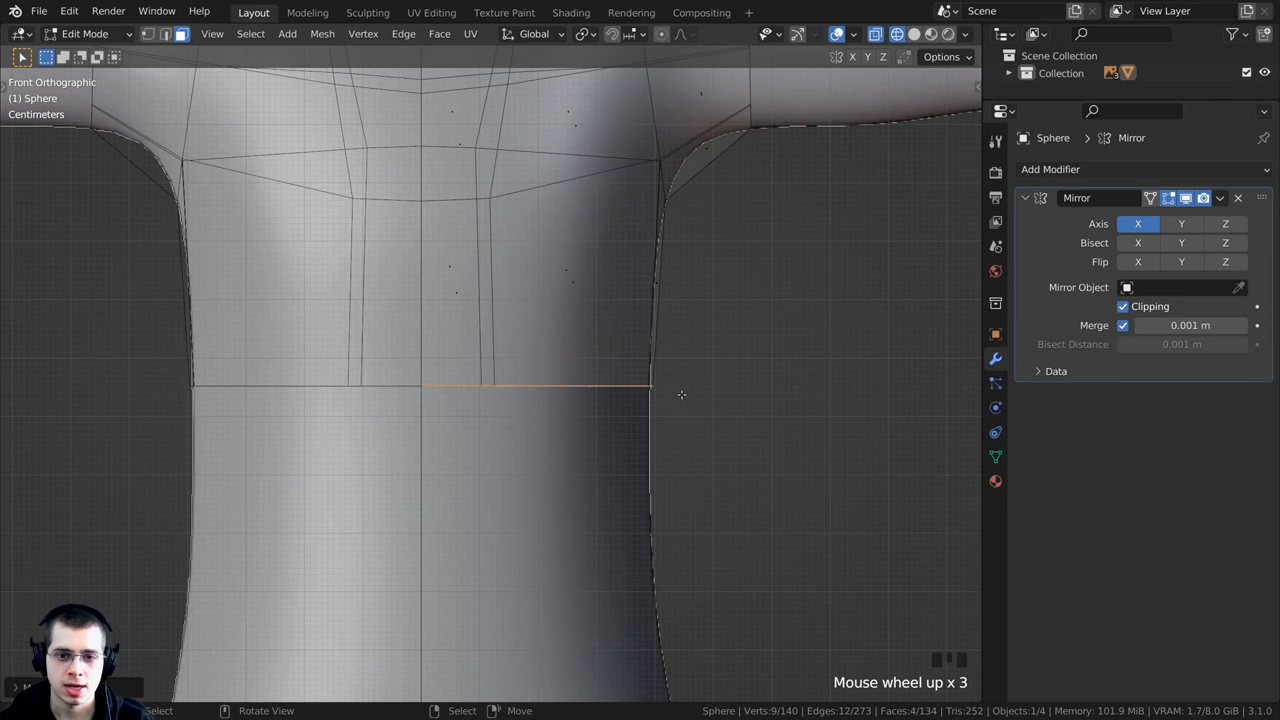 File Edit Render Window Help Layout Modeling Sculpting UV Editing Texture Paint Shading Rendering Compositing + Scene View Layer
Edit Mode View Select Add Mesh Vertex Edge Face UV Global
X Y Z Options
Scene Collection
Collection
Front Orthographic
(1) Sphere
Centimeters
Sphere > Mirror
Add Modifier
Mirror
Axis X Y Z
Bisect X Y Z
Flip X Y Z
Mirror Object
Clipping
Merge 0.001 m
Bisect Distance 0.001 m
Data
Mouse wheel up x 3
Select Rotate View Select Move Sphere | Verts:9/140 | Edges:12/273 | Faces:4/134 | Tris:252 | Objects:1/4 | Memory: 101.9 MiB | VRAM: 1.7/8.0 GiB | 3.1.0